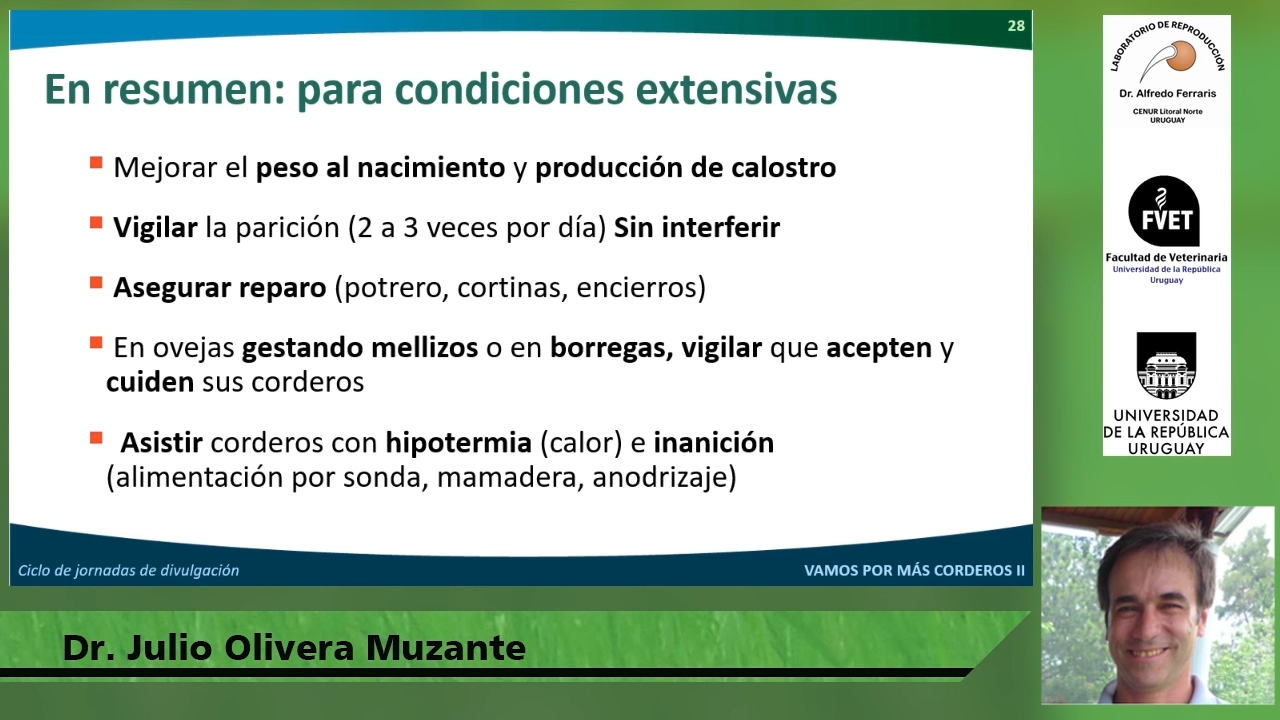 28
En resumen: para condiciones extensivas
Mejorar el peso al nacimiento y producción de calostro
Vigilar la parición (2 a 3 veces por día) Sin interferir
Asegurar reparo (potrero, cortinas, encierros)
En ovejas gestando mellizos o en borregas, vigilar que acepten y
cuiden sus corderos
Asistir corderos con hipotermia (calor) e inanición
(alimentación por sonda, mamadera, anodrizaje)
Ciclo de jornadas de divulgación
VAMOS POR MÁS CORDEROS II
Dr. Julio Olivera Muzante
LABORATORIO DE REPRODUCCIÓN
Dr. Alfredo Ferraris
CENUR Litoral Norte
URUGUAY
FVET
Facultad de Veterinaria
Universidad de la República
Uruguay
UNIVERSIDAD
DE LA REPÚBLICA
URUGUAY